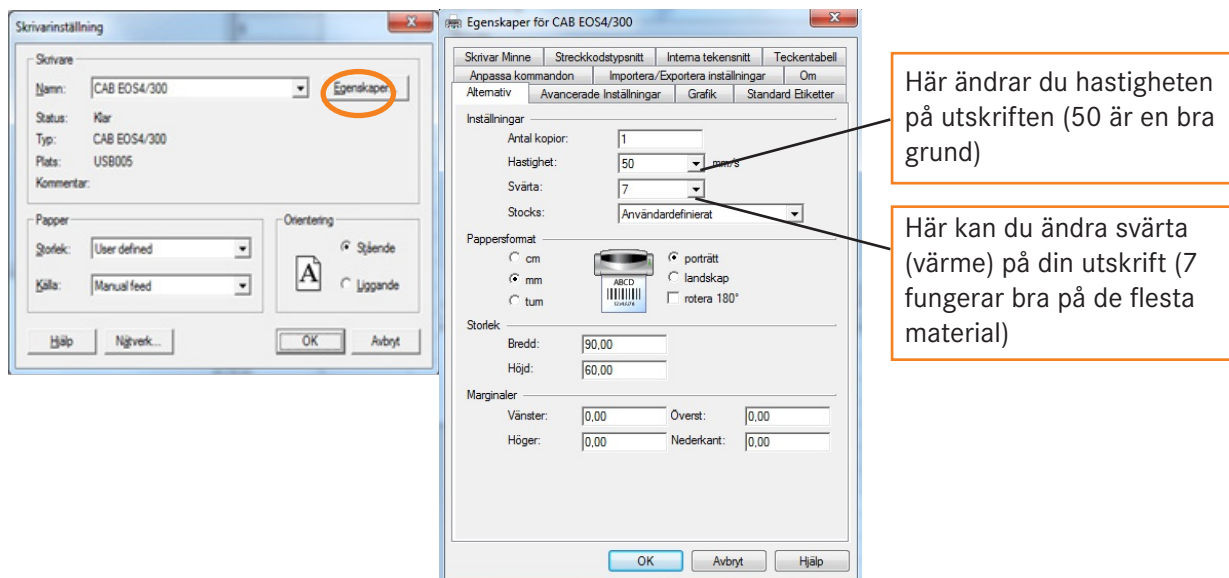 Skrivarinställning
Skrivare
Namn: CAB EOS4/300 Egenskaper
Status: Klar
Typ: CAB EOS4/300
Plats: USB005
Kommentar:
Papper
Storlek: User defined
Källa: Manual feed
Orientering
A
Stående
Liggande
Hjälp Nätverk... OK Avbryt
Egenskaper för CAB EOS4/300
Skrivar Minne Streckkodstypsnitt Interna tekensnitt Teckentabell
Anpassa kommandon Importera/Exportera inställningar Om
Alternativ Avancerade Inställningar Grafik Standard Etiketter
Inställningar
Antal kopior: 1
Hastighet: 50 mm/s
Svärta: 7
Stocks: Användardefinierat
Pappersformat
cm
mm
tum
ABCD
porträtt
landskap
rotera 180°
Storlek
Bredd: 90,00
Höjd: 60,00
Marginaler
Vänster: 0,00 Överst: 0,00
Höger: 0,00 Nederkant: 0,00
OK Avbryt Hjälp
Här ändrar du hastigheten
på utskriften (50 är en bra
grund)
Här kan du ändra svärta
(värme) på din utskrift (7
fungerar bra på de flesta
material)